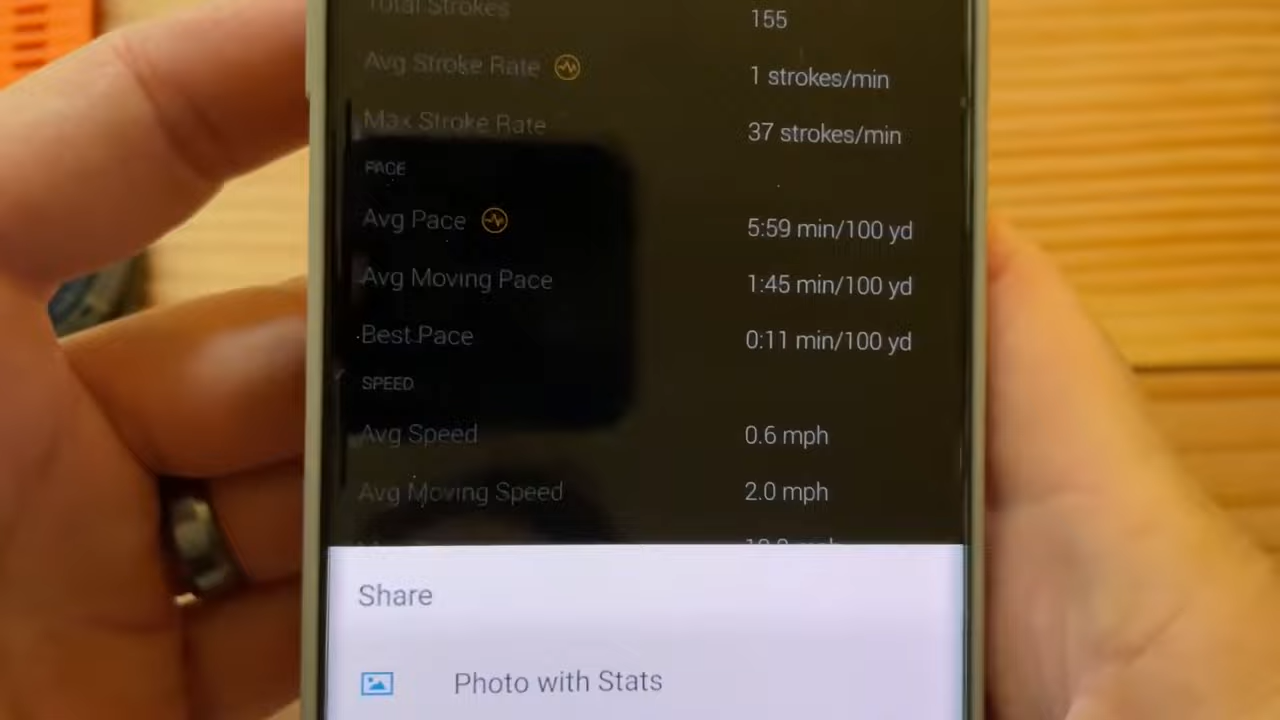 Total Strokes 155
Avg Stroke Rate 1 strokes/min
Max Stroke Rate 37 strokes/min
PACE
Avg Pace 5:59 min/100 yd
Avg Moving Pace 1:45 min/100 yd
Best Pace 0:11 min/100 yd
SPEED
Avg Speed 0.6 mph
Avg Moving Speed 2.0 mph
Share
Photo with Stats